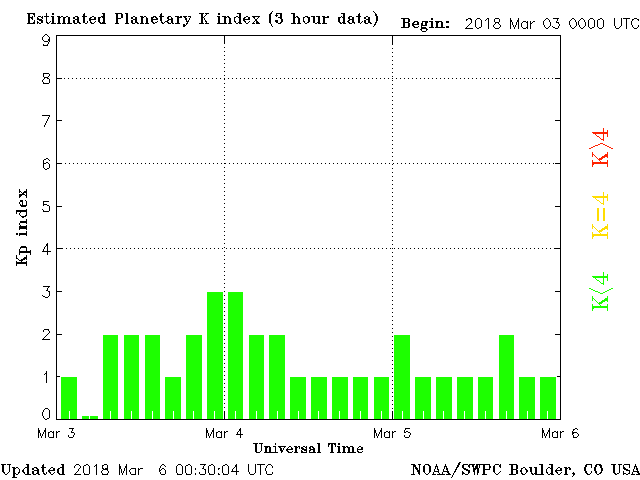 Estimated Planetary K index (3 hour data) Begin: 2018 Mar 03 0000 UTC
9
8
7
6
5
4
3
2
1
0
Kp index
K>4
K=4
K<4
Mar 3 Mar 4 Mar 5 Mar 6
Universal Time
Updated 2018 Mar 6 00:30:04 UTC NOAA/SWPC Boulder, CO USA